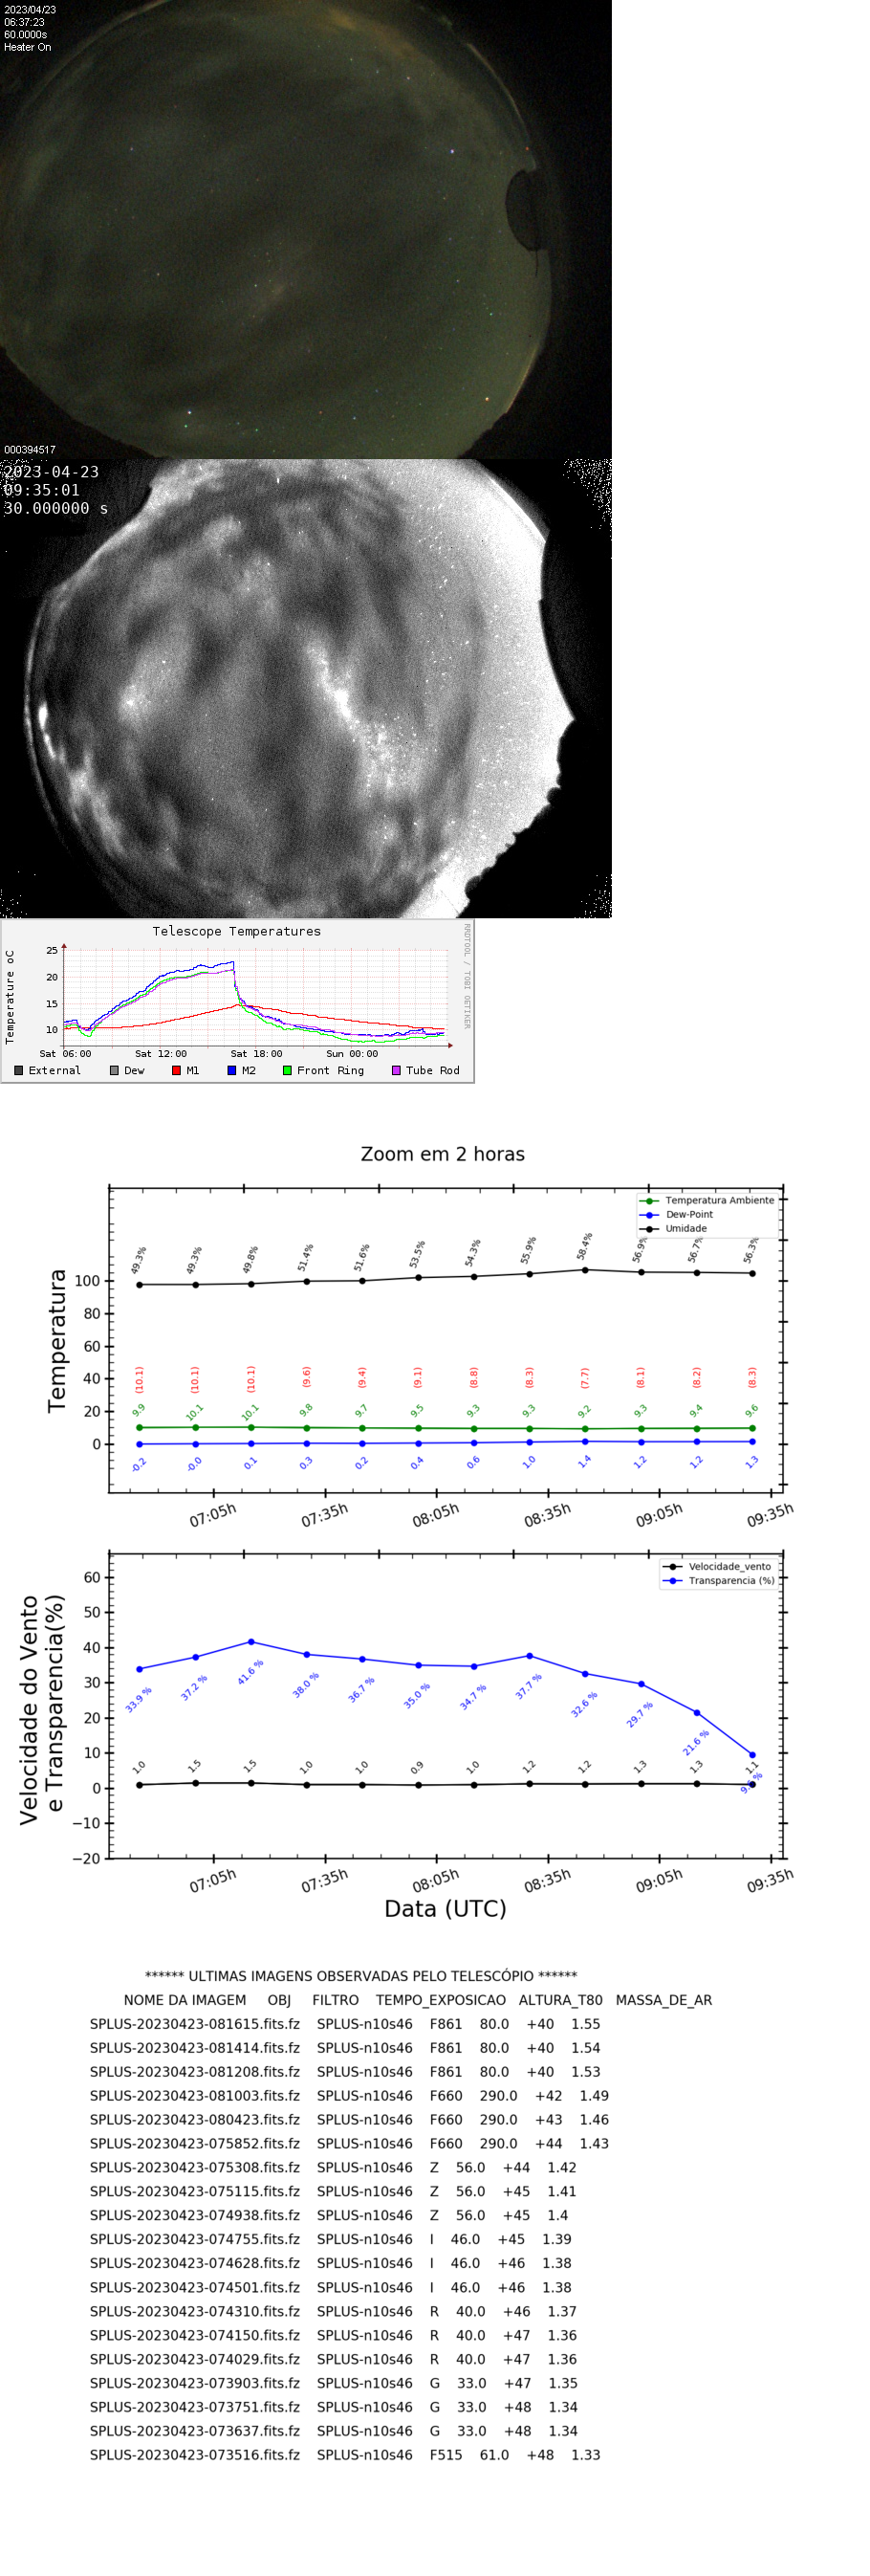 2023/04/23
06:37:23
60.0000s
Heater On
000394517
2023-04-23
09:35:01
30.000000 s
Telescope Temperatures
RRDTOOL / TOBI OETIKER
Temperature oC
25
20
15
10
Sat 06:00 Sat 12:00 Sat 18:00 Sun 00:00
External Dew M1 M2 Front Ring Tube Rod
Zoom em 2 horas
Temperatura Ambiente
Dew-Point
Umidade
Temperatura
100
80
60
40
20
0
49.3% 49.3% 49.8% 51.4% 51.6% 53.5% 54.3% 55.9% 58.4% 56.9% 56.7% 56.3%
(10.1) (10.1) (10.1) (9.6) (9.4) (9.1) (8.8) (8.3) (7.7) (8.1) (8.2) (8.3)
9.9 10.1 10.1 9.8 9.7 9.5 9.3 9.3 9.2 9.3 9.4 9.6
-0.2 -0.0 0.1 0.3 0.2 0.4 0.6 1.0 1.4 1.2 1.2 1.3
07:05h 07:35h 08:05h 08:35h 09:05h 09:35h
Velocidade_vento
Transparencia (%)
Velocidade do Vento
e Transparencia(%)
60
50
40
30
20
10
0
−10
−20
33.9 % 37.2 % 41.6 % 38.0 % 36.7 % 35.0 % 34.7 % 37.7 % 32.6 % 29.7 % 21.6 %
1.0 1.5 1.5 1.0 1.0 0.9 1.0 1.2 1.2 1.3 1.3 1.1
07:05h 07:35h 08:05h 08:35h 09:05h 09:35h
Data (UTC)
****** ULTIMAS IMAGENS OBSERVADAS PELO TELESCÓPIO ******
NOME DA IMAGEM OBJ FILTRO TEMPO_EXPOSICAO ALTURA_T80 MASSA_DE_AR
SPLUS-20230423-081615.fits.fz SPLUS-n10s46 F861 80.0 +40 1.55
SPLUS-20230423-081414.fits.fz SPLUS-n10s46 F861 80.0 +40 1.54
SPLUS-20230423-081208.fits.fz SPLUS-n10s46 F861 80.0 +40 1.53
SPLUS-20230423-081003.fits.fz SPLUS-n10s46 F660 290.0 +42 1.49
SPLUS-20230423-080423.fits.fz SPLUS-n10s46 F660 290.0 +43 1.46
SPLUS-20230423-075852.fits.fz SPLUS-n10s46 F660 290.0 +44 1.43
SPLUS-20230423-075308.fits.fz SPLUS-n10s46 Z 56.0 +44 1.42
SPLUS-20230423-075115.fits.fz SPLUS-n10s46 Z 56.0 +45 1.41
SPLUS-20230423-074938.fits.fz SPLUS-n10s46 Z 56.0 +45 1.4
SPLUS-20230423-074755.fits.fz SPLUS-n10s46 I 46.0 +45 1.39
SPLUS-20230423-074628.fits.fz SPLUS-n10s46 I 46.0 +46 1.38
SPLUS-20230423-074501.fits.fz SPLUS-n10s46 I 46.0 +46 1.38
SPLUS-20230423-074310.fits.fz SPLUS-n10s46 R 40.0 +46 1.37
SPLUS-20230423-074150.fits.fz SPLUS-n10s46 R 40.0 +47 1.36
SPLUS-20230423-074029.fits.fz SPLUS-n10s46 R 40.0 +47 1.36
SPLUS-20230423-073903.fits.fz SPLUS-n10s46 G 33.0 +47 1.35
SPLUS-20230423-073751.fits.fz SPLUS-n10s46 G 33.0 +48 1.34
SPLUS-20230423-073637.fits.fz SPLUS-n10s46 G 33.0 +48 1.34
SPLUS-20230423-073516.fits.fz SPLUS-n10s46 F515 61.0 +48 1.33